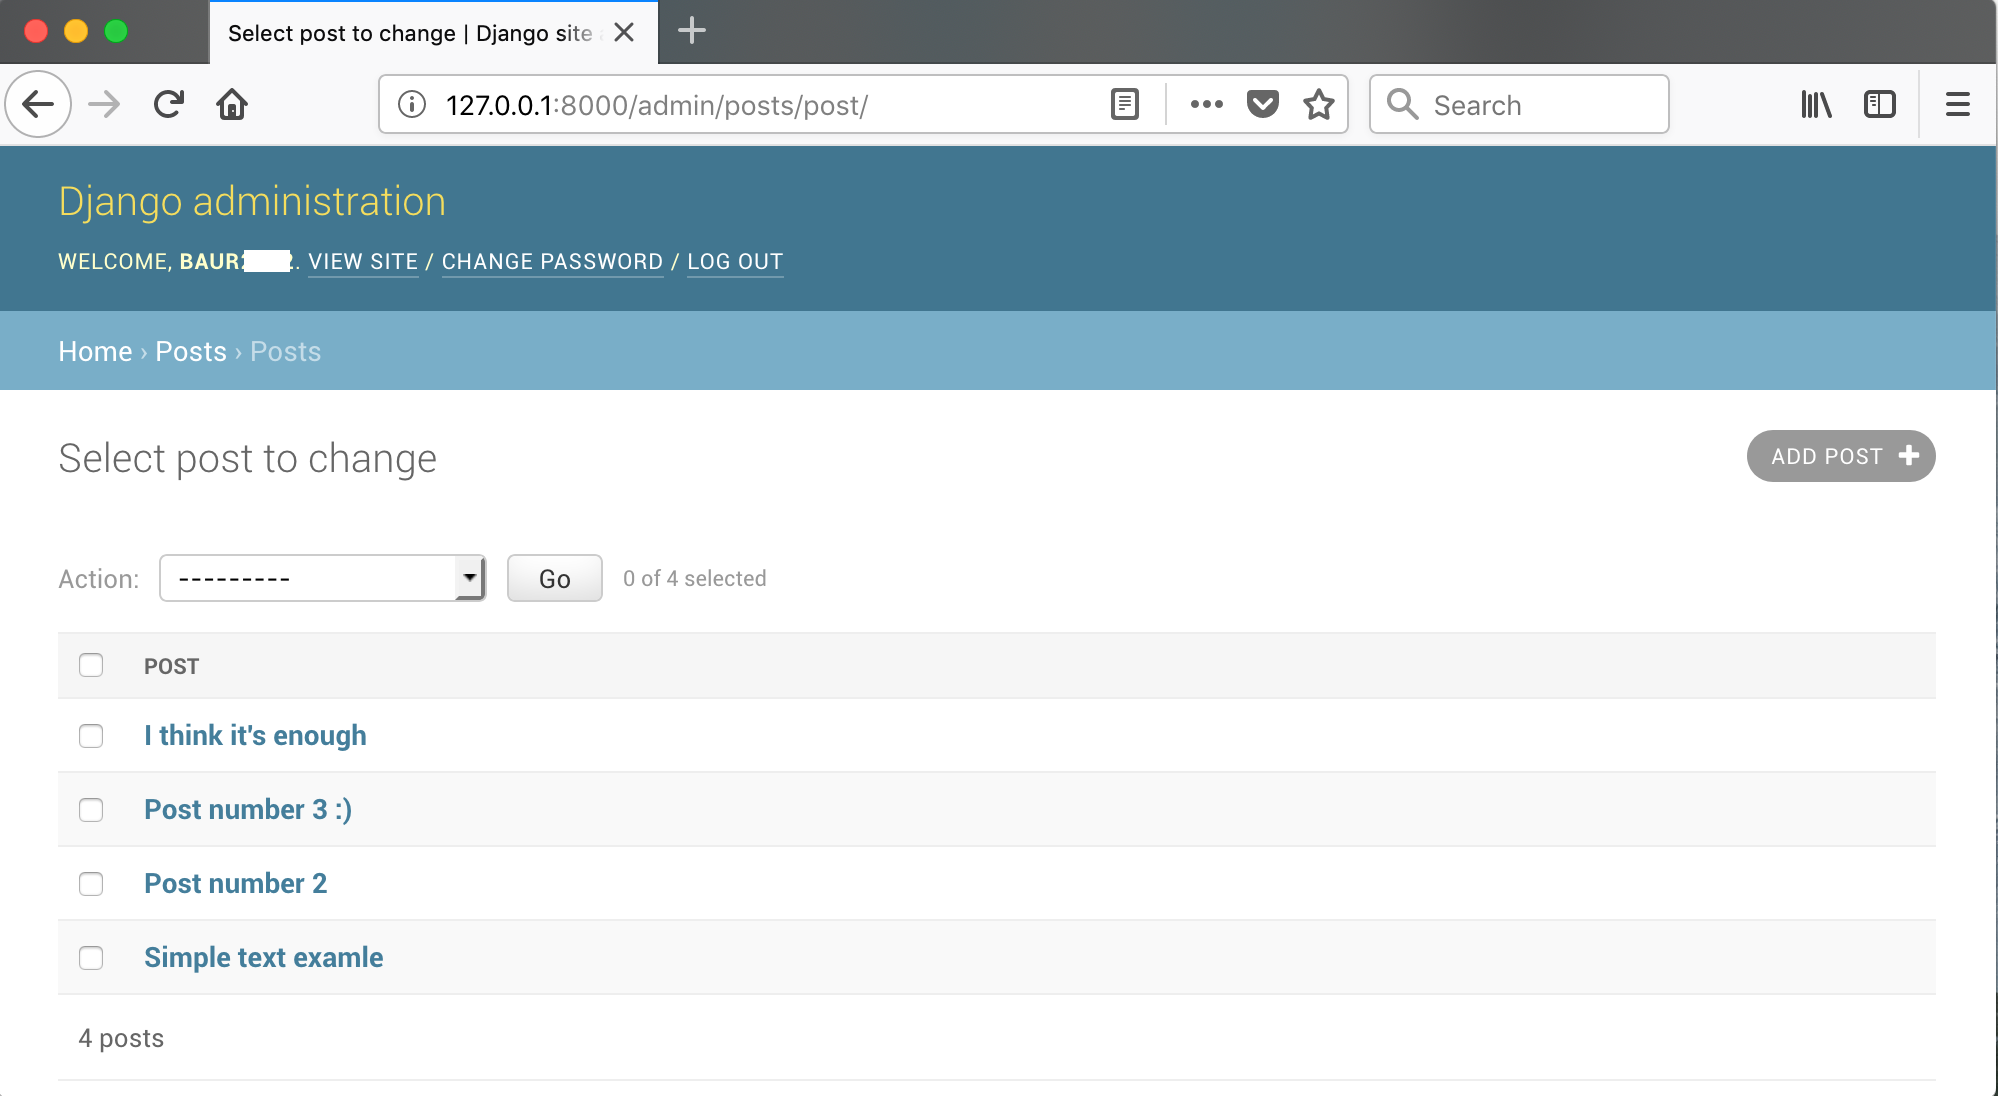 Select post to change | Django site
127.0.0.1:8000/admin/posts/post/
Search
Django administration
WELCOME, VIEW SITE / CHANGE PASSWORD / LOG OUT
Home › Posts › Posts
Select post to change
ADD POST
Action: --------- Go 0 of 4 selected
POST
I think it's enough
Post number 3 :)
Post number 2
Simple text examle
4 posts